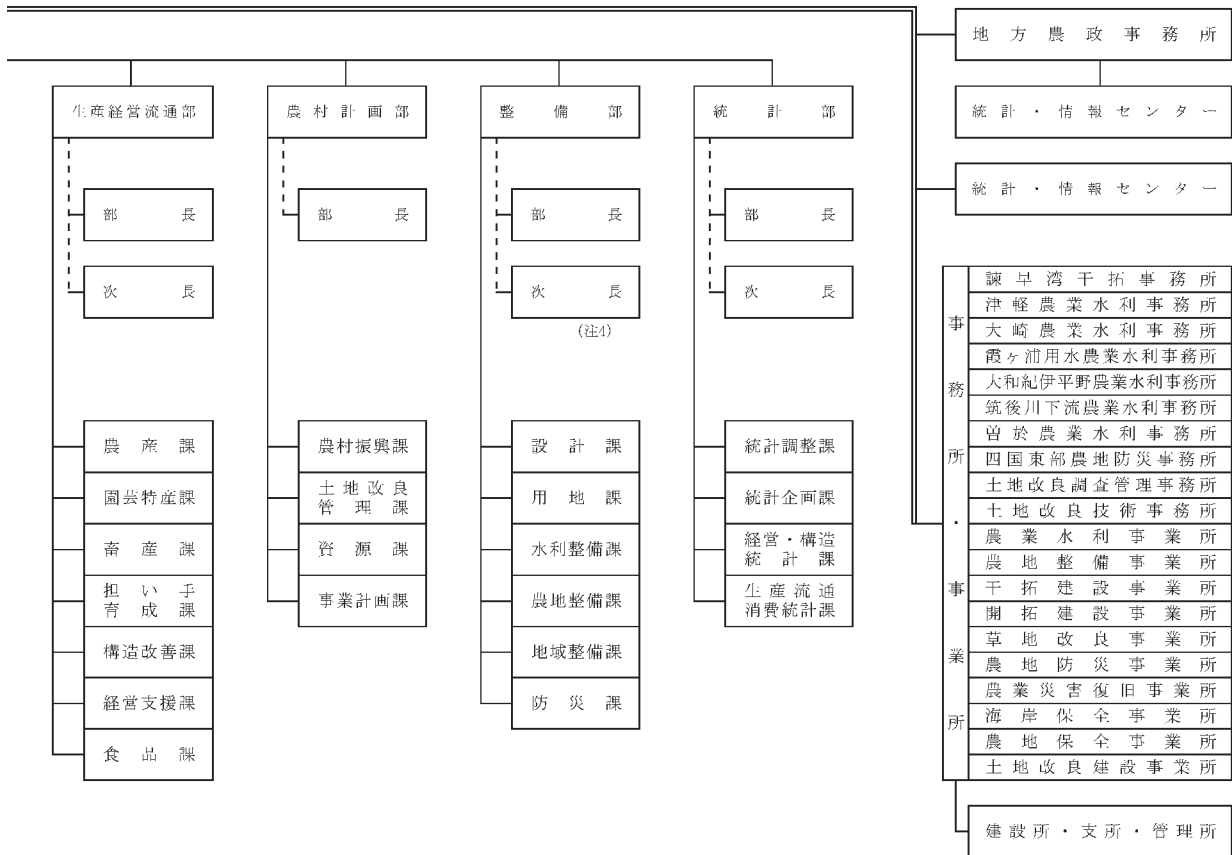 地方農政事務所
統計・情報センター
統計・情報センター
生産経営流通部
部長
次長
農産課
園芸特産課
畜産課
担い手
育成課
構造改善課
経営支援課
食品課
農村計画部
部長
農村振興課
土地改良
管理課
資源課
事業計画課
整備部
部長
次長
(注4)
設計課
用地課
水利整備課
農地整備課
地域整備課
防災課
統計部
部長
次長
統計調整課
統計企画課
経営・構造
統計課
生産流通
消費統計課
事務所・事業所
諫早湾干拓事務所
津軽農業水利事務所
大崎農業水利事務所
霞ヶ浦用水農業水利事務所
大和紀伊平野農業水利事務所
筑後川下流農業水利事務所
曽於農業水利事務所
四国東部農地防災事務所
土地改良調査管理事務所
土地改良技術事務所
農業水利事業所
農地整備事業所
干拓建設事業所
開拓建設事業所
草地改良事業所
農地防災事業所
農業災害復旧事業所
海岸保全事業所
農地保全事業所
土地改良建設事業所
建設所・支所・管理所